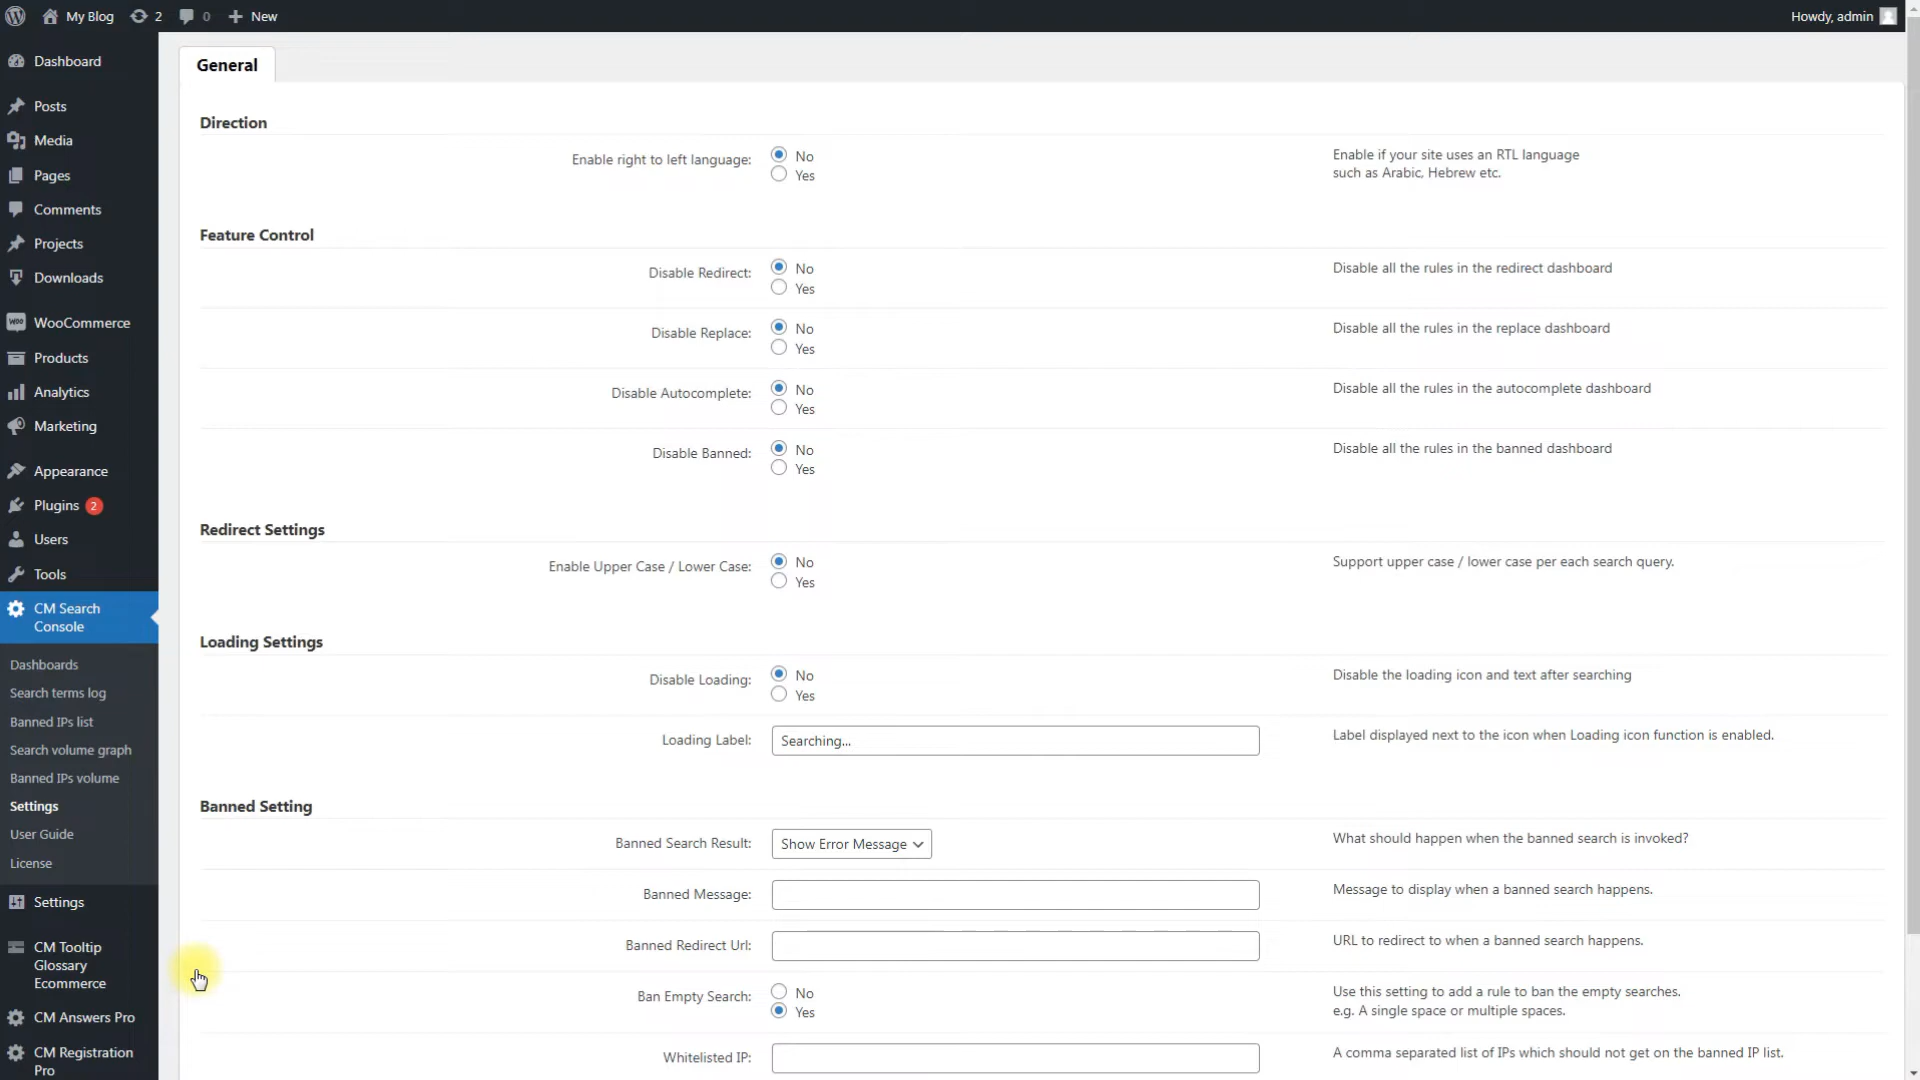 My Blog
2
0
New
Howdy, admin
Dashboard
Posts
Media
Pages
Comments
Projects
Downloads
WOO WooCommerce
Products
Analytics
Marketing
Appearance
Plugins 2
Users
Tools
CM Search
Console
Dashboards
Search terms log
Banned IPs list
Search volume graph
Banned IPs volume
Settings
User Guide
License
Settings
CM Tooltip
Glossary
Ecommerce
CM Answers Pro
CM Registration
Pro
General
Direction
Enable right to left language:
No
Yes
Enable if your site uses an RTL language
such as Arabic, Hebrew etc.
Feature Control
Disable Redirect:
No
Yes
Disable all the rules in the redirect dashboard
Disable Replace:
No
Yes
Disable all the rules in the replace dashboard
Disable Autocomplete:
No
Yes
Disable all the rules in the autocomplete dashboard
Disable Banned:
No
Yes
Disable all the rules in the banned dashboard
Redirect Settings
Enable Upper Case / Lower Case:
No
Yes
Support upper case / lower case per each search query.
Loading Settings
Disable Loading:
No
Yes
Disable the loading icon and text after searching
Loading Label:
Searching...
Label displayed next to the icon when Loading icon function is enabled.
Banned Setting
Banned Search Result:
Show Error Message
What should happen when the banned search is invoked?
Banned Message:
Message to display when a banned search happens.
Banned Redirect Url:
URL to redirect to when a banned search happens.
Ban Empty Search:
No
Yes
Use this setting to add a rule to ban the empty searches.
e.g. A single space or multiple spaces.
Whitelisted IP:
A comma separated list of IPs which should not get on the banned IP list.